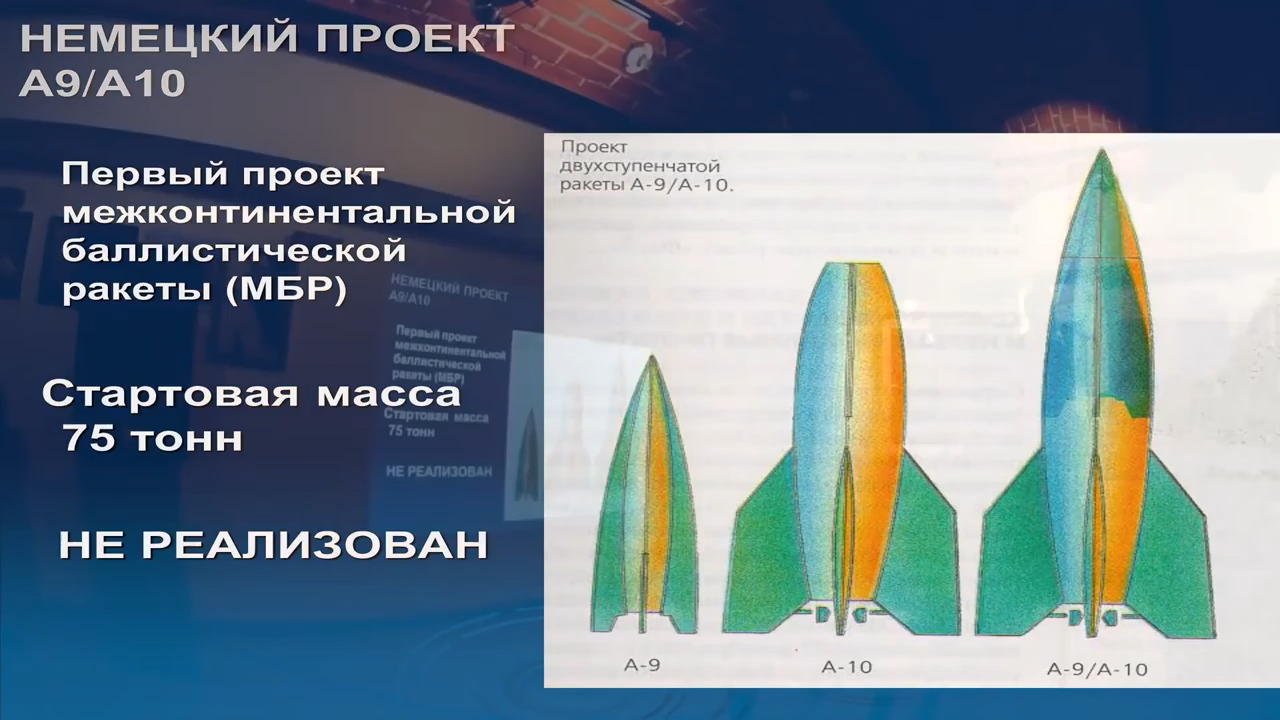 НЕМЕЦКИЙ ПРОЕКТ
А9/А10
Первый проект
межконтинентальной
баллистической
ракеты (МБР)
Стартовая масса
75 тонн
НЕ РЕАЛИЗОВАН
НЕМЕЦКИЙ ПРОЕКТ
А9/А10
Первый проект
межконтинентальной
баллистической
ракеты (МБР)
Стартовая масса
75 тонн
НЕ РЕАЛИЗОВАН
Проект
двухступенчатой
ракеты А-9/А-10.
А-9
А-10
А-9/А-10